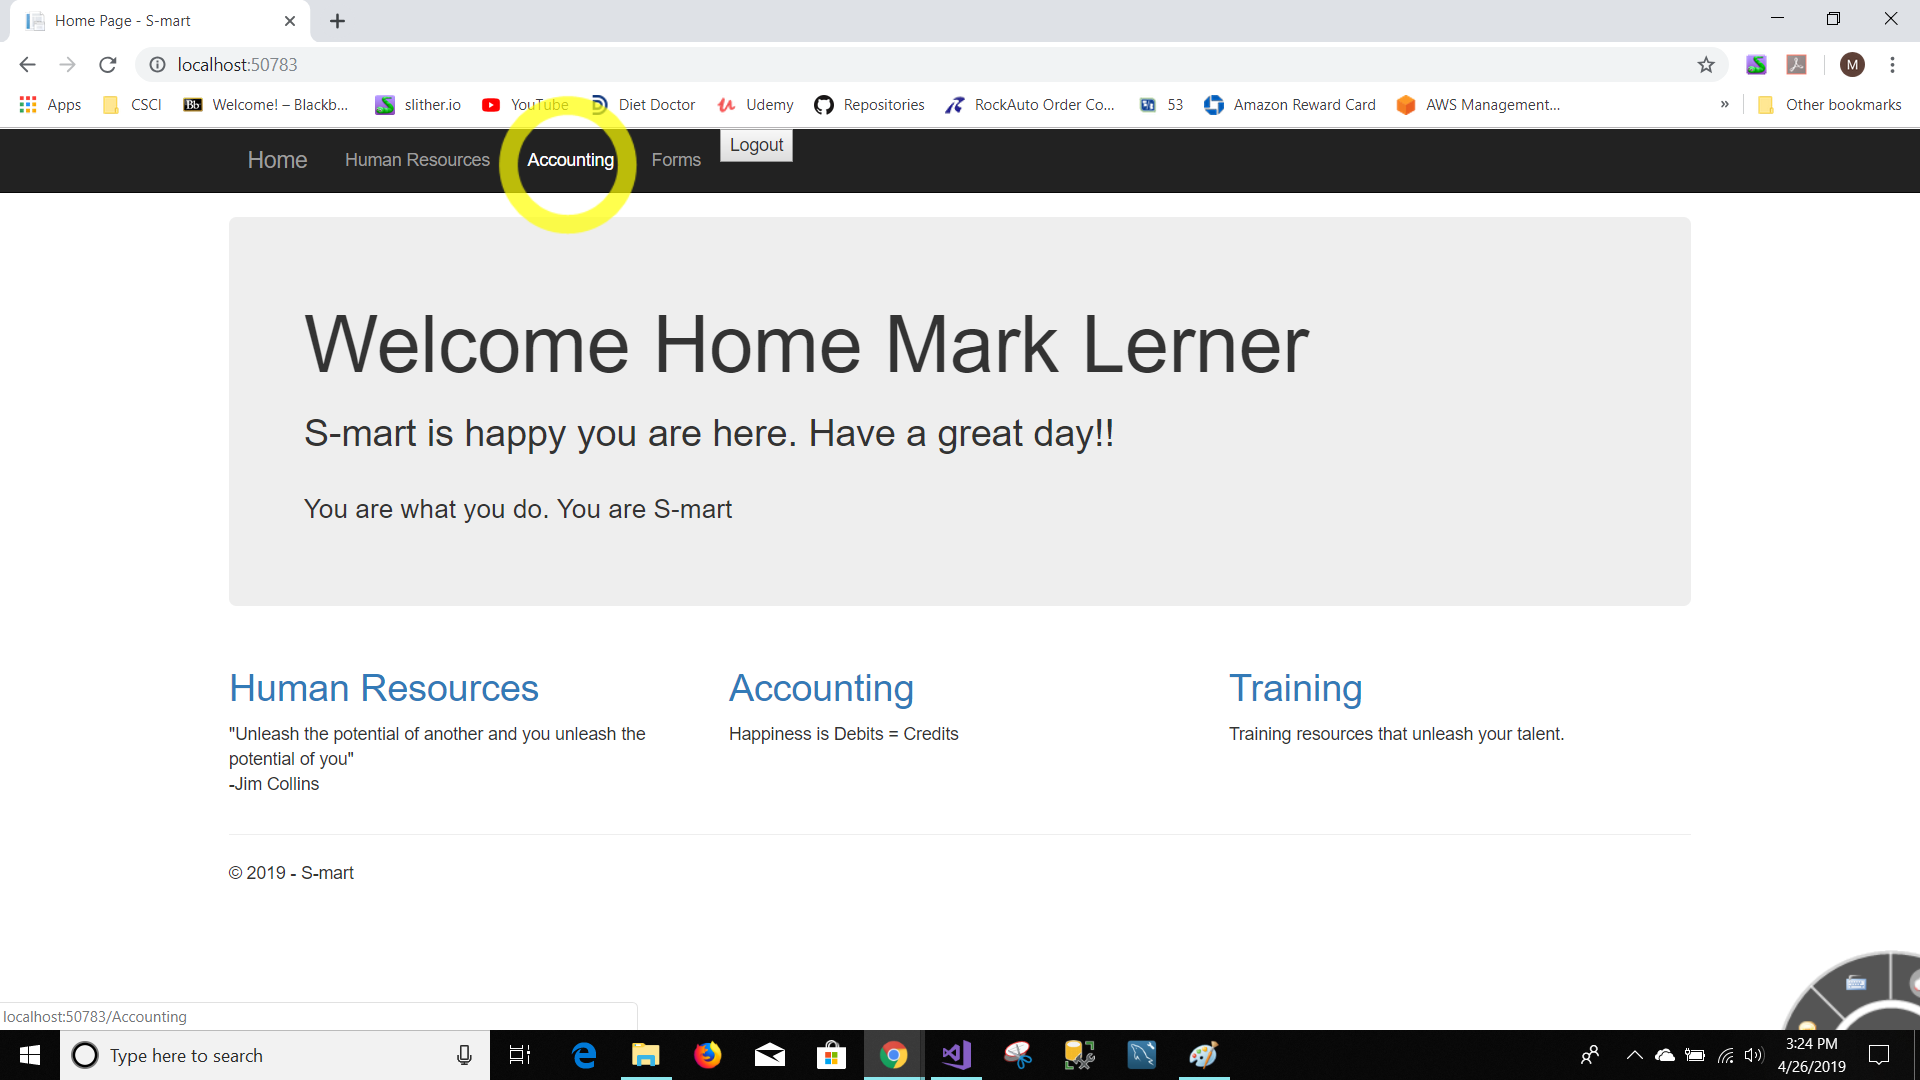 Home Page - S-mart
localhost:50783
M
Apps
CSCI
Bb Welcome! – Blackb...
slither.io
YouTube
Diet Doctor
Udemy
Repositories
RockAuto Order Co...
53
Amazon Reward Card
AWS Management...
»
Other bookmarks
Home
Human Resources
Accounting
Forms
Logout
Welcome Home Mark Lerner
S-mart is happy you are here. Have a great day!!
You are what you do. You are S-mart
Human Resources
"Unleash the potential of another and you unleash the
potential of you"
-Jim Collins
Accounting
Happiness is Debits = Credits
Training
Training resources that unleash your talent.
© 2019 - S-mart
localhost:50783/Accounting
Type here to search
3:24 PM
4/26/2019